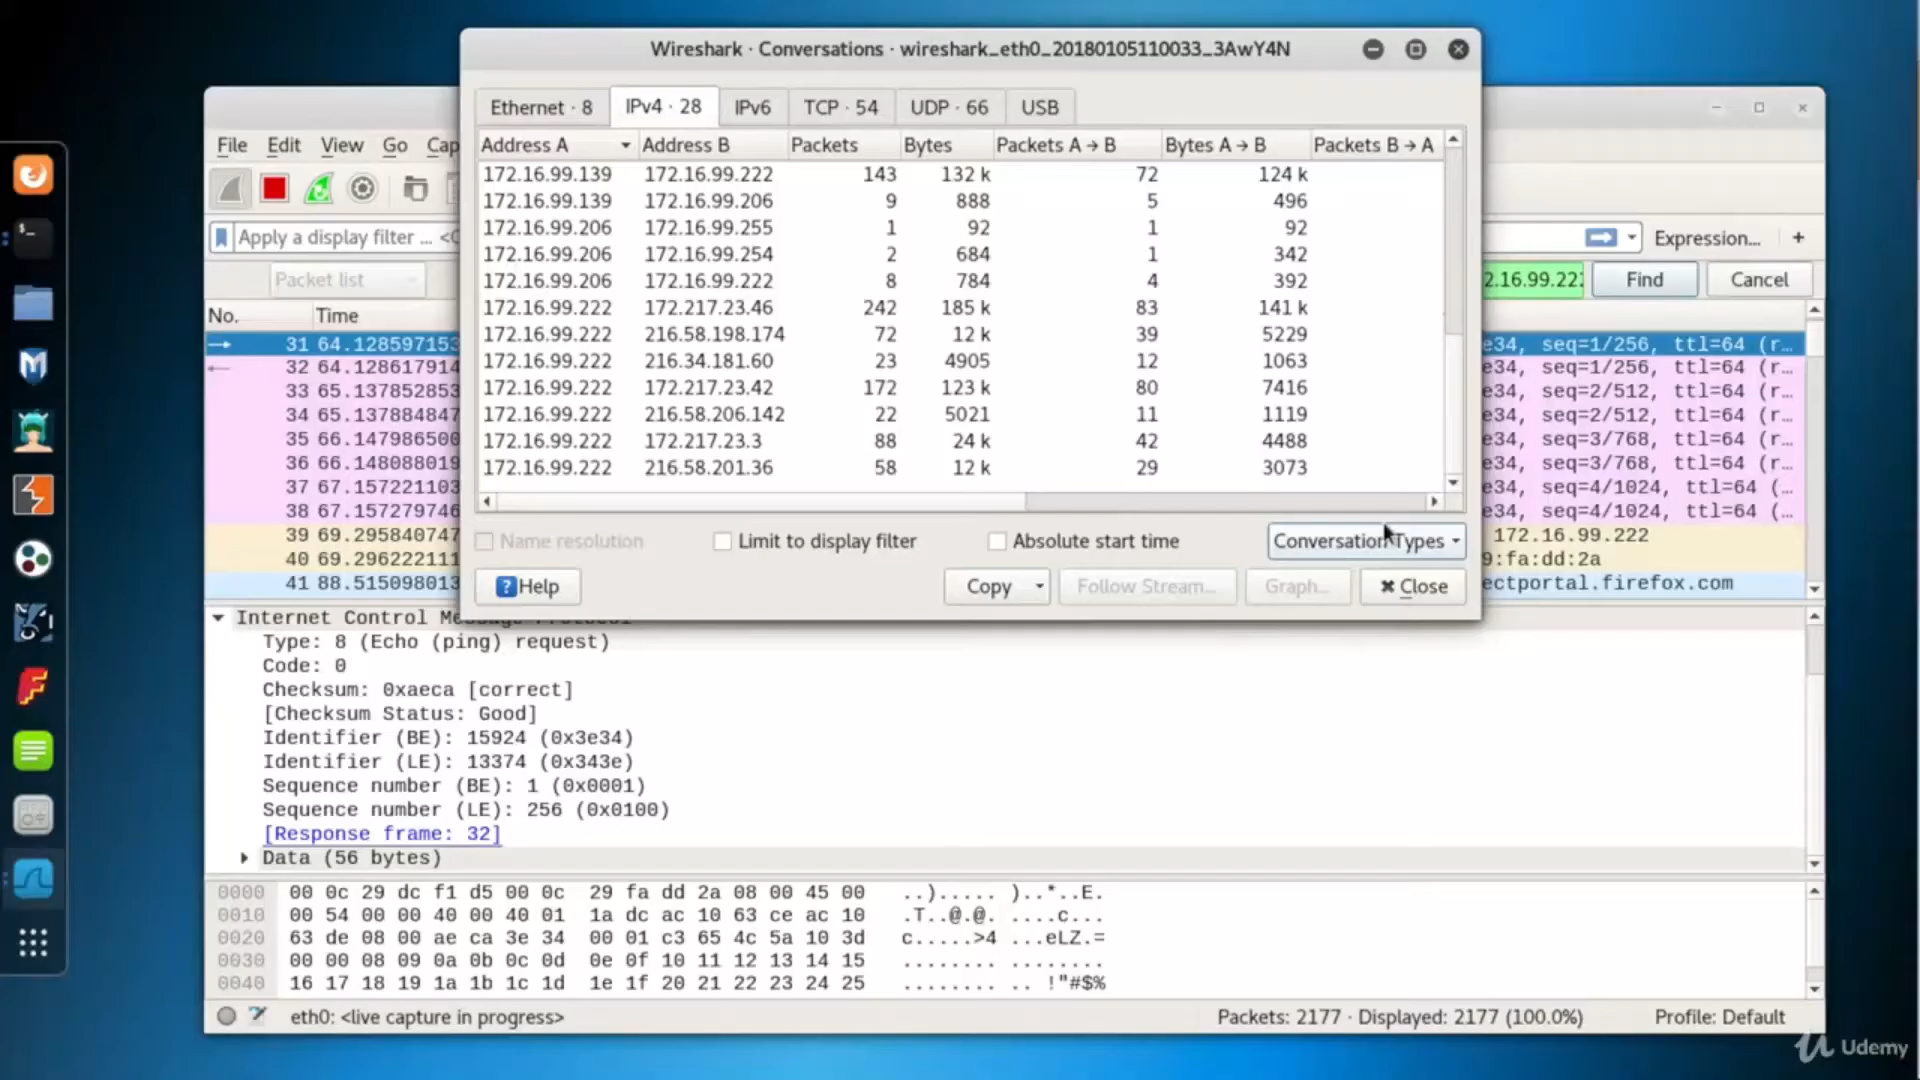 Wireshark · Conversations · wireshark_eth0_20180105110033_3AwY4N
Ethernet · 8 IPv4 · 28 IPv6 TCP · 54 UDP · 66 USB
Address A Address B Packets Bytes Packets A → B Bytes A → B Packets B → A
172.16.99.139 172.16.99.222 143 132 k 72 124 k
172.16.99.139 172.16.99.206 9 888 5 496
172.16.99.206 172.16.99.255 1 92 1 92
172.16.99.206 172.16.99.254 2 684 1 342
172.16.99.206 172.16.99.222 8 784 4 392
172.16.99.222 172.217.23.46 242 185 k 83 141 k
172.16.99.222 216.58.198.174 72 12 k 39 5229
172.16.99.222 216.34.181.60 23 4905 12 1063
172.16.99.222 172.217.23.42 172 123 k 80 7416
172.16.99.222 216.58.206.142 22 5021 11 1119
172.16.99.222 172.217.23.3 88 24 k 42 4488
172.16.99.222 216.58.201.36 58 12 k 29 3073
Name resolution Limit to display filter Absolute start time Conversation Types
Help Copy Follow Stream... Graph... Close
File Edit View Go Cap
Apply a display filter ... <C Expression... +
Packet list 2.16.99.222 Find Cancel
No. Time
31 64.128597153 e34, seq=1/256, ttl=64 (r...
32 64.128617914 e34, seq=1/256, ttl=64 (r...
33 65.137852853 e34, seq=2/512, ttl=64 (r...
34 65.137884847 e34, seq=2/512, ttl=64 (r...
35 66.147986500 e34, seq=3/768, ttl=64 (r...
36 66.148088019 e34, seq=3/768, ttl=64 (r...
37 67.157221103 e34, seq=4/1024, ttl=64 (...
38 67.157279746 e34, seq=4/1024, ttl=64 (...
39 69.295840747 172.16.99.222
40 69.296222111 9:fa:dd:2a
41 88.515098013 ectportal.firefox.com
Internet Control Message Protocol
Type: 8 (Echo (ping) request)
Code: 0
Checksum: 0xaeca [correct]
[Checksum Status: Good]
Identifier (BE): 15924 (0x3e34)
Identifier (LE): 13374 (0x343e)
Sequence number (BE): 1 (0x0001)
Sequence number (LE): 256 (0x0100)
[Response frame: 32]
Data (56 bytes)
0000 00 0c 29 dc f1 d5 00 0c 29 fa dd 2a 08 00 45 00 ..)..... )..*..E.
0010 00 54 00 00 40 00 40 01 1a dc ac 10 63 ce ac 10 .T..@.@. ....c...
0020 63 de 08 00 ae ca 3e 34 00 01 c3 65 4c 5a 10 3d c.....>4 ...eLZ.=
0030 00 00 08 09 0a 0b 0c 0d 0e 0f 10 11 12 13 14 15 ........ ........
0040 16 17 18 19 1a 1b 1c 1d 1e 1f 20 21 22 23 24 25 ........ .. !"#$%
eth0: <live capture in progress> Packets: 2177 · Displayed: 2177 (100.0%) Profile: Default
Udemy